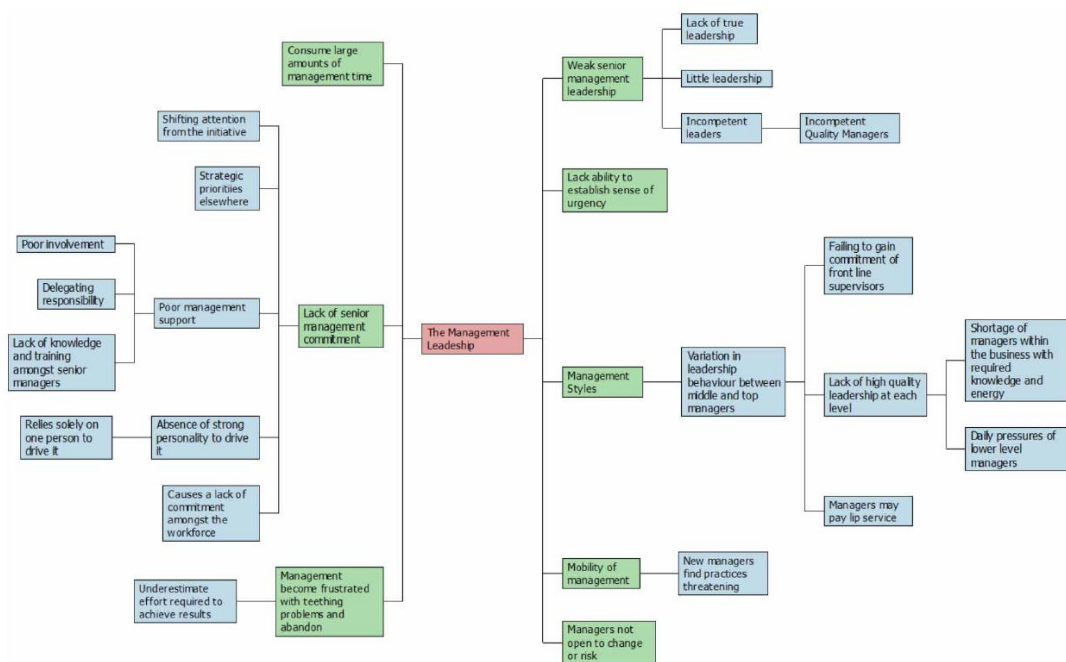 Consume large
amounts of
management time
Shifting attention
from the initiative
Strategic
prioritiies
elsewhere
Poor involvement
Delegating
responsibility
Lack of knowledge
and training
amongst senior
managers
Poor management
support
Lack of senior
management
commitment
Relies solely on
one person to
drive it
Absence of strong
personality to drive
it
Causes a lack of
commitment
amongst the
workforce
Underestimate
effort required to
achieve results
Management
become frustrated
with teething
problems and
abandon
The Management
Leadeship
Weak senior
management
leadership
Lack of true
leadership
Little leadership
Incompetent
leaders
Incompetent
Quality Managers
Lack ability to
establish sense of
urgency
Management
Styles
Variation in
leadership
behaviour between
middle and top
managers
Failing to gain
commitment of
front line
supervisors
Lack of high quality
leadership at each
level
Shortage of
managers within
the business with
required
knowledge and
energy
Daily pressures of
lower level
managers
Managers may
pay lip service
Mobility of
management
New managers
find practices
threatening
Managers not
open to change
or risk